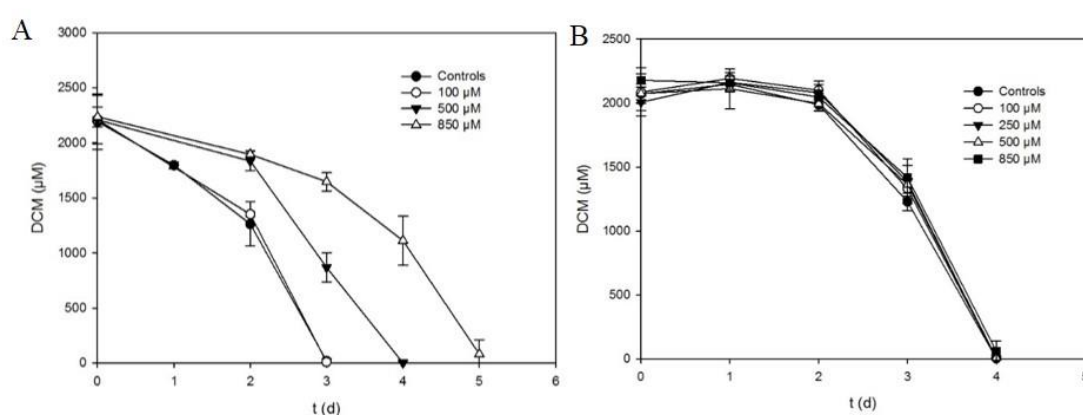 A
DCM (µM)
3000
2500
2000
1500
1000
500
0
Controls
100 µM
500 µM
850 µM
0 1 2 3 4 5 6
t (d)
B
DCM (µM)
2500
2000
1500
1000
500
0
Controls
100 µM
250 µM
500 µM
850 µM
0 1 2 3 4 5
t (d)